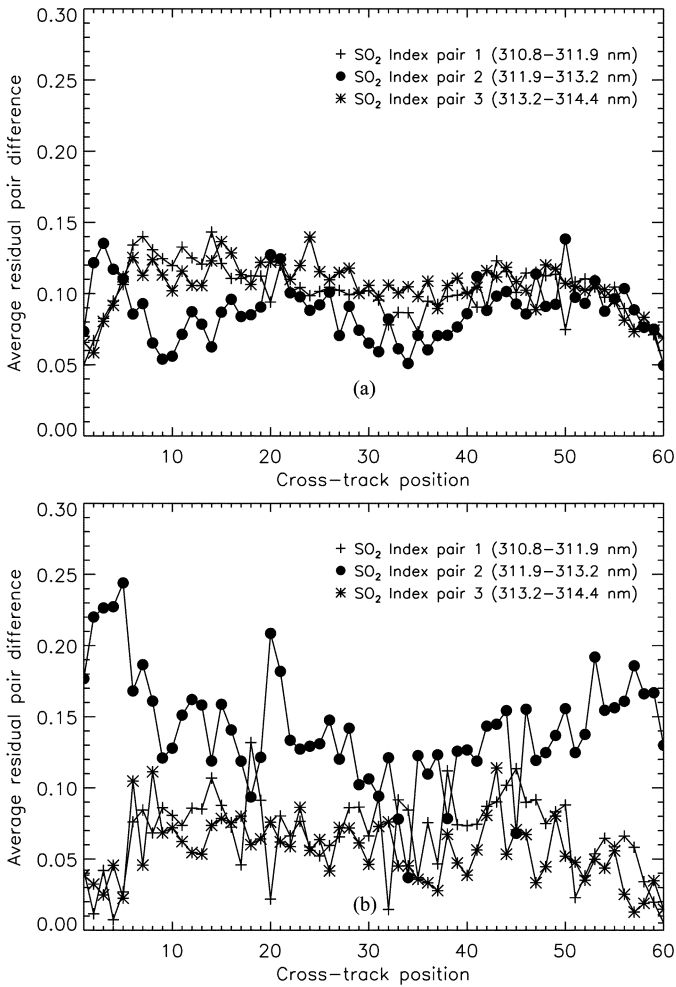 0.30
SO2 Index pair 1 (310.8−311.9 nm)
SO2 Index pair 2 (311.9−313.2 nm)
SO2 Index pair 3 (313.2−314.4 nm)
0.25
0.20
0.15
0.10
0.05
0.00
Average residual pair difference
(a)
10 20 30 40 50 60
Cross−track position
0.30
SO2 Index pair 1 (310.8−311.9 nm)
SO2 Index pair 2 (311.9−313.2 nm)
SO2 Index pair 3 (313.2−314.4 nm)
0.25
0.20
0.15
0.10
0.05
0.00
Average residual pair difference
(b)
10 20 30 40 50 60
Cross−track position